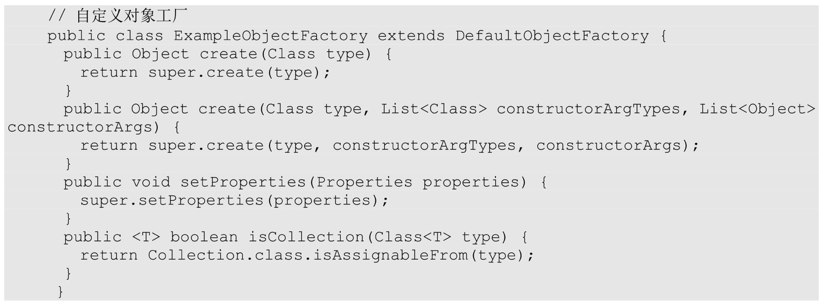 // 自定义对象工厂
public class ExampleObjectFactory extends DefaultObjectFactory {
public Object create(Class type) {
return super.create(type);
}
public Object create(Class type, List<Class> constructorArgTypes, List<Object>
constructorArgs) {
return super.create(type, constructorArgTypes, constructorArgs);
}
public void setProperties(Properties properties) {
super.setProperties(properties);
}
public <T> boolean isCollection(Class<T> type) {
return Collection.class.isAssignableFrom(type);
}
}